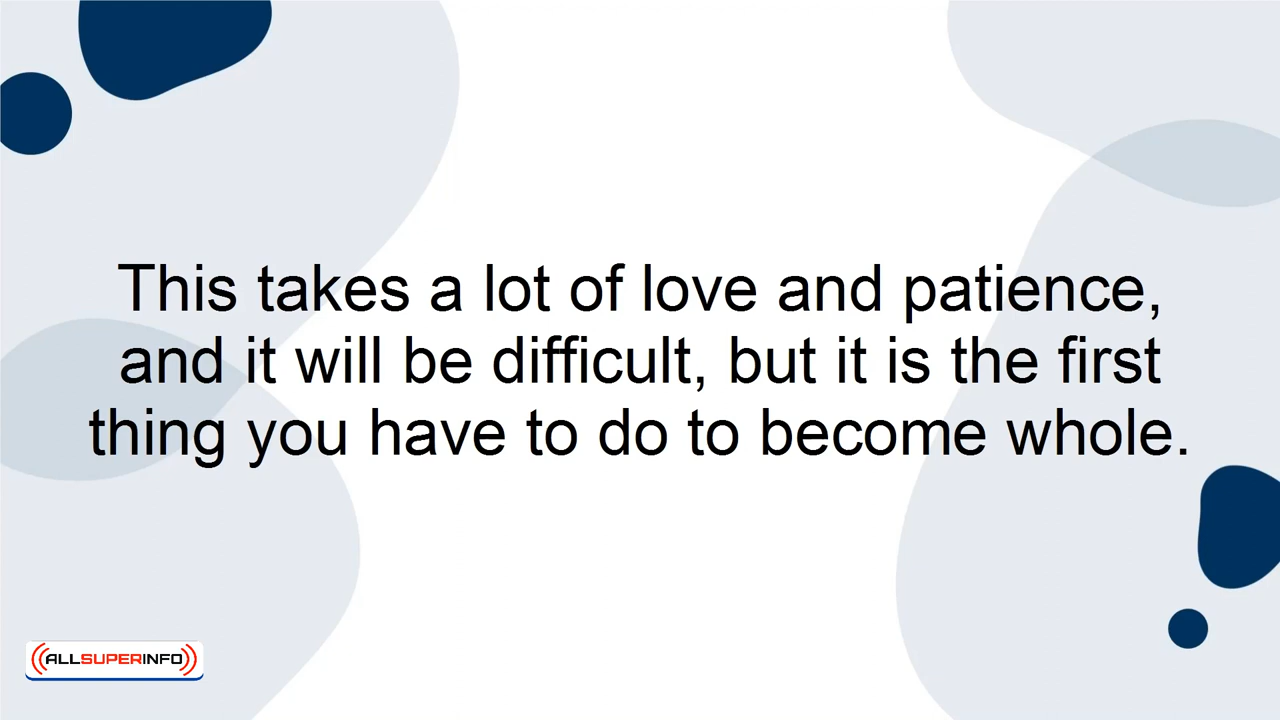 This takes a lot of love and patience,
and it will be difficult, but it is the first
thing you have to do to become whole.
ALLSUPERINFO